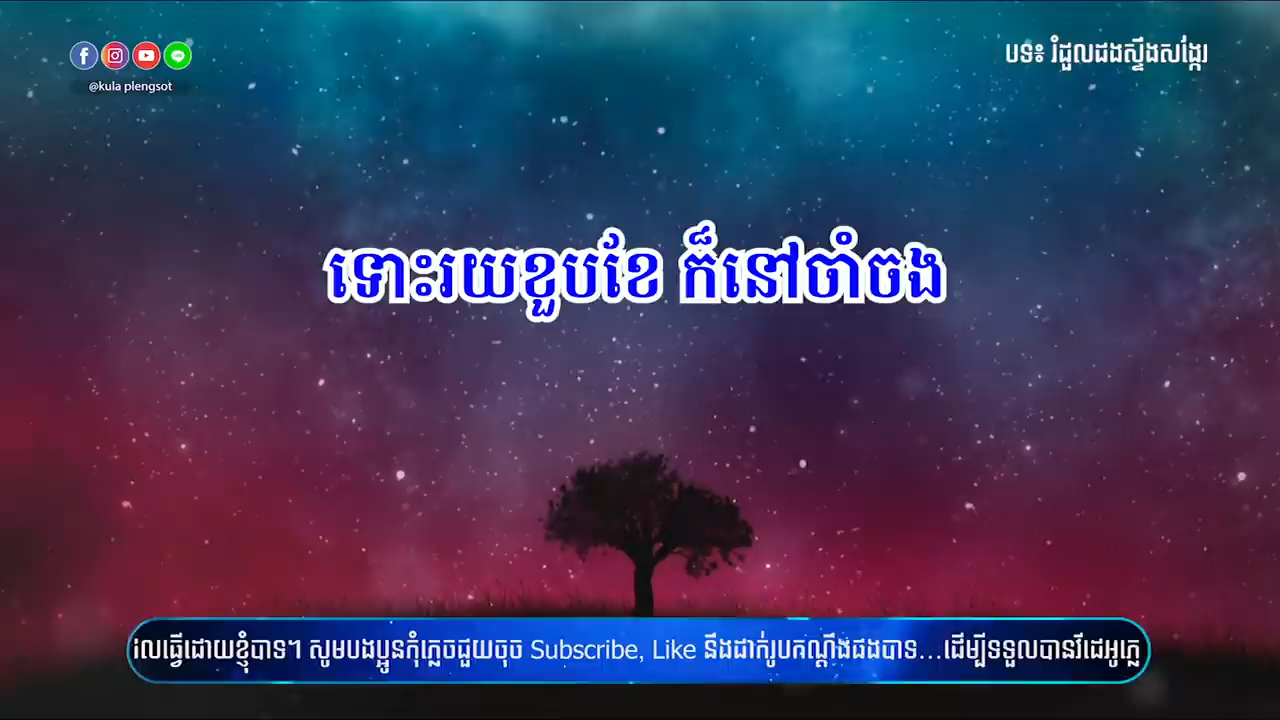 បទ៖ រំដួលដងស្ទឹងសង្កែរ
@kula plengsot
ទោះរយខួបខែ ក៏នៅចាំចង
ដែលធ្វើដោយខ្ញុំបាទ។ សូមបងប្អូនកុំភ្លេចជួយចុច Subscribe, Like នឹងដាក់រូបកណ្ដឹងផងបាទ...ដើម្បីទទួលបានវីដេអូភ្លេ